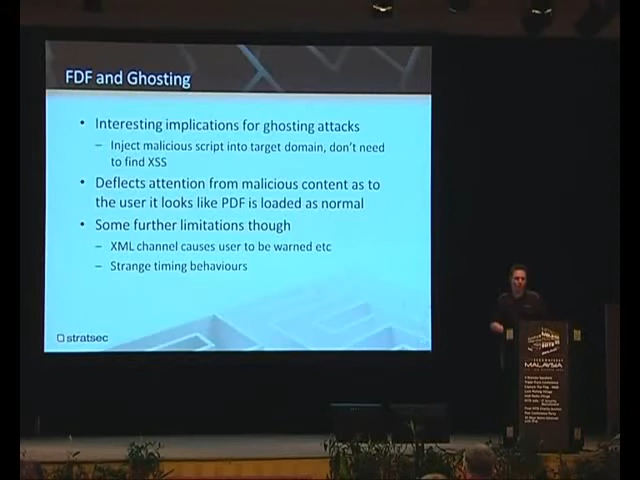 FDF and Ghosting
• Interesting implications for ghosting attacks
– Inject malicious script into target domain, don't need
to find XSS
• Deflects attention from malicious content as to
the user it looks like PDF is loaded as normal
• Some further limitations though
– XML channel causes user to be warned etc
– Strange timing behaviours
stratsec
MALAYSIA